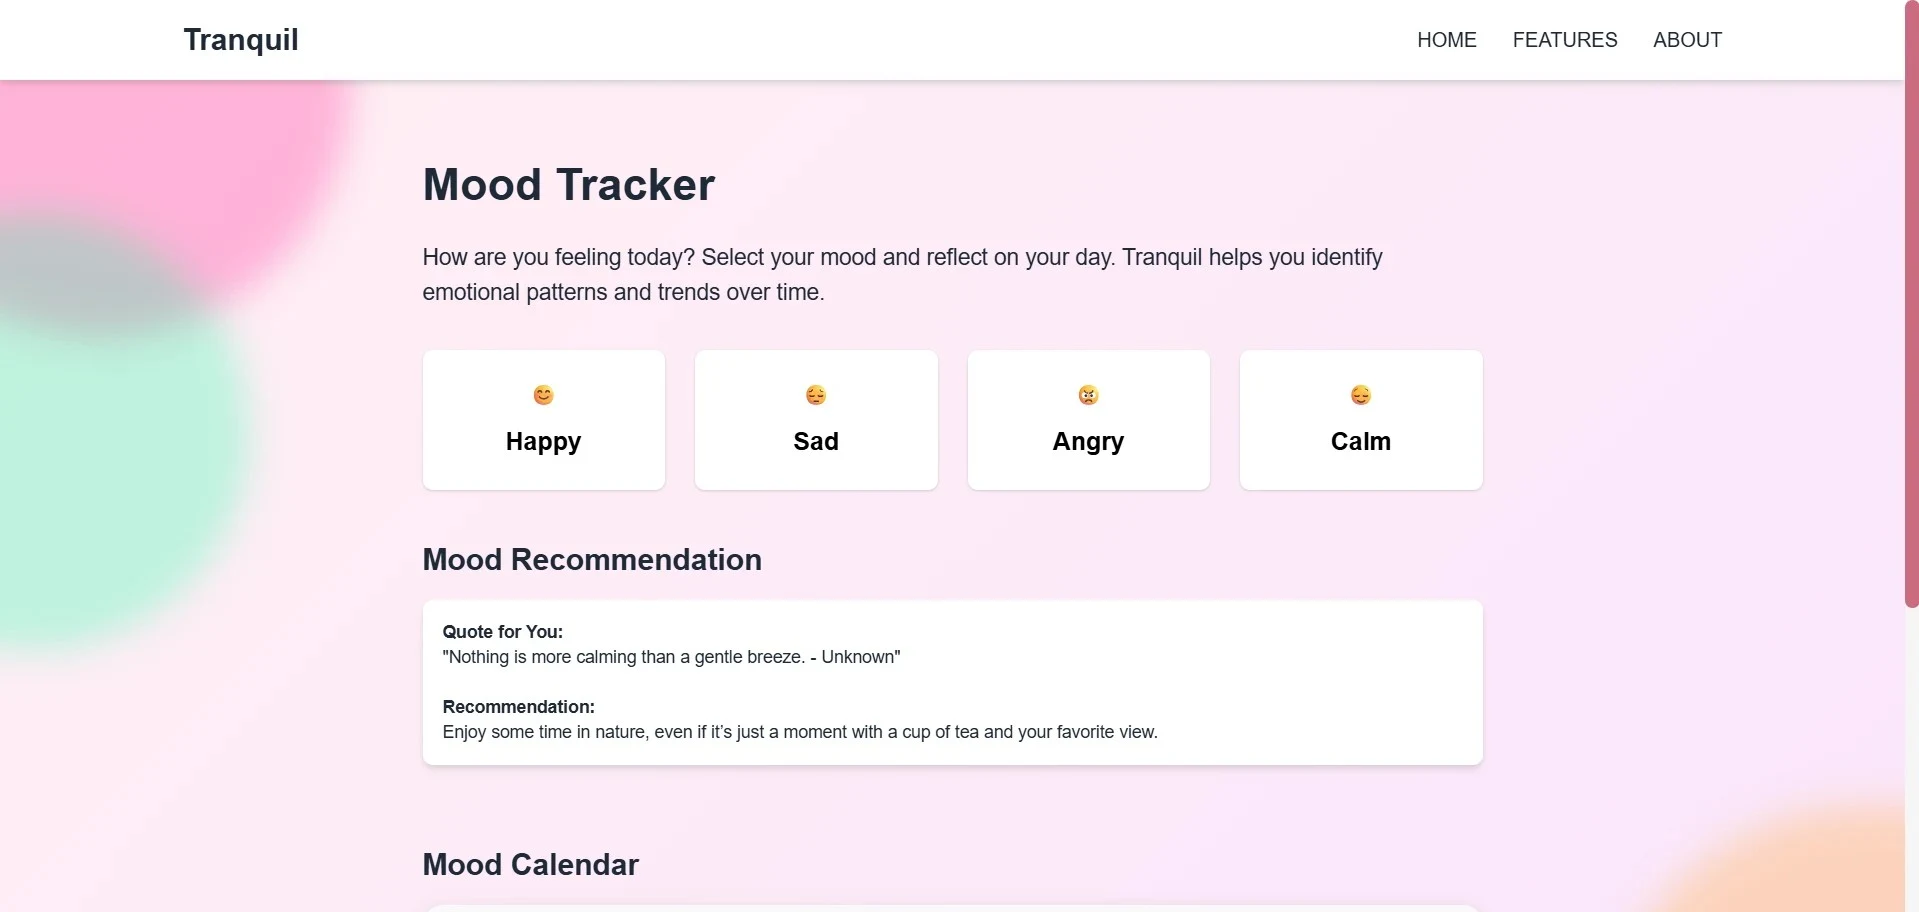 Tranquil
HOME FEATURES ABOUT
Mood Tracker
How are you feeling today? Select your mood and reflect on your day. Tranquil helps you identify
emotional patterns and trends over time.
Happy
Sad
Angry
Calm
Mood Recommendation
Quote for You:
"Nothing is more calming than a gentle breeze. - Unknown"
Recommendation:
Enjoy some time in nature, even if it’s just a moment with a cup of tea and your favorite view.
Mood Calendar